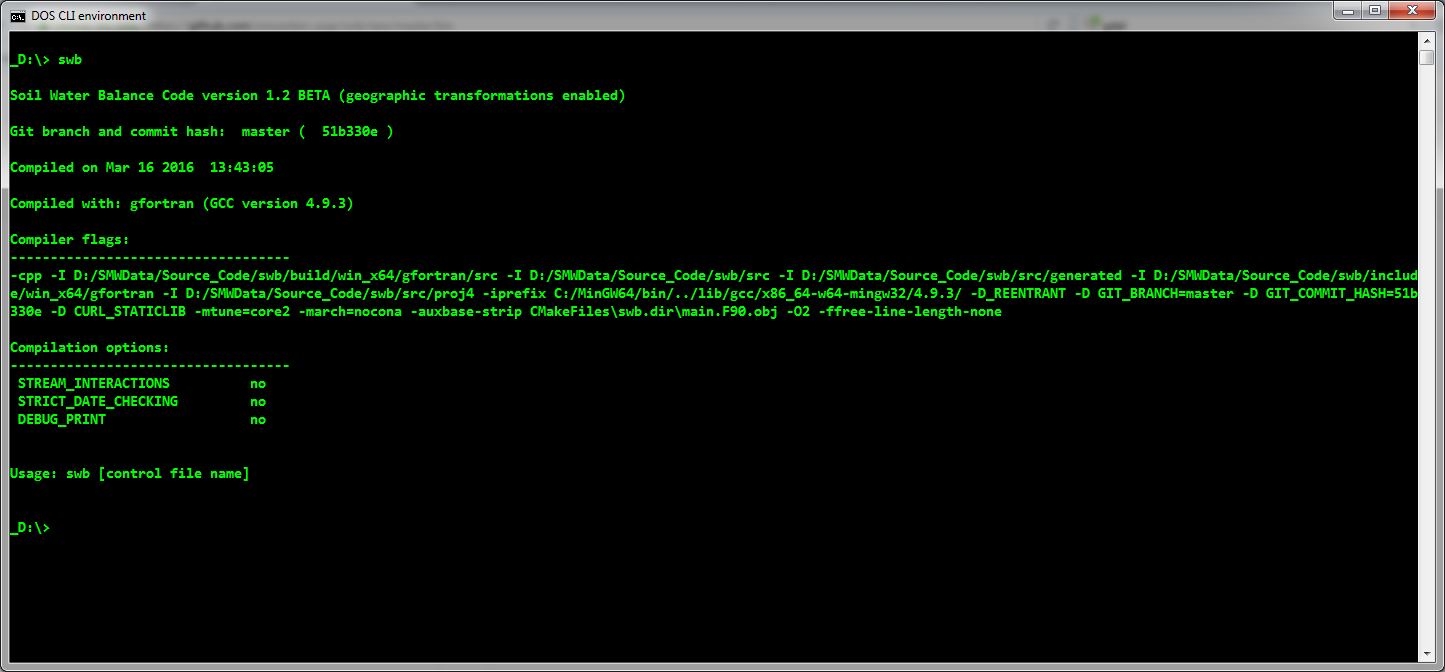 DOS CLI environment
_D:\> swb
Soil Water Balance Code version 1.2 BETA (geographic transformations enabled)
Git branch and commit hash:  master (  51b330e )
Compiled on Mar 16 2016  13:43:05
Compiled with: gfortran (GCC version 4.9.3)
Compiler flags:
-----------------------------------
-cpp -I D:/SMWData/Source_Code/swb/build/win_x64/gfortran/src -I D:/SMWData/Source_Code/swb/src -I D:/SMWData/Source_Code/swb/src/generated -I D:/SMWData/Source_Code/swb/includ
e/win_x64/gfortran -I D:/SMWData/Source_Code/swb/src/proj4 -iprefix C:/MinGW64/bin/../lib/gcc/x86_64-w64-mingw32/4.9.3/ -D_REENTRANT -D GIT_BRANCH=master -D GIT_COMMIT_HASH=51b
330e -D CURL_STATICLIB -mtune=core2 -march=nocona -auxbase-strip CMakeFiles\swb.dir\main.F90.obj -O2 -ffree-line-length-none
Compilation options:
-----------------------------------
 STREAM_INTERACTIONS          no
 STRICT_DATE_CHECKING         no
 DEBUG_PRINT                  no
Usage: swb [control file name]
_D:\>